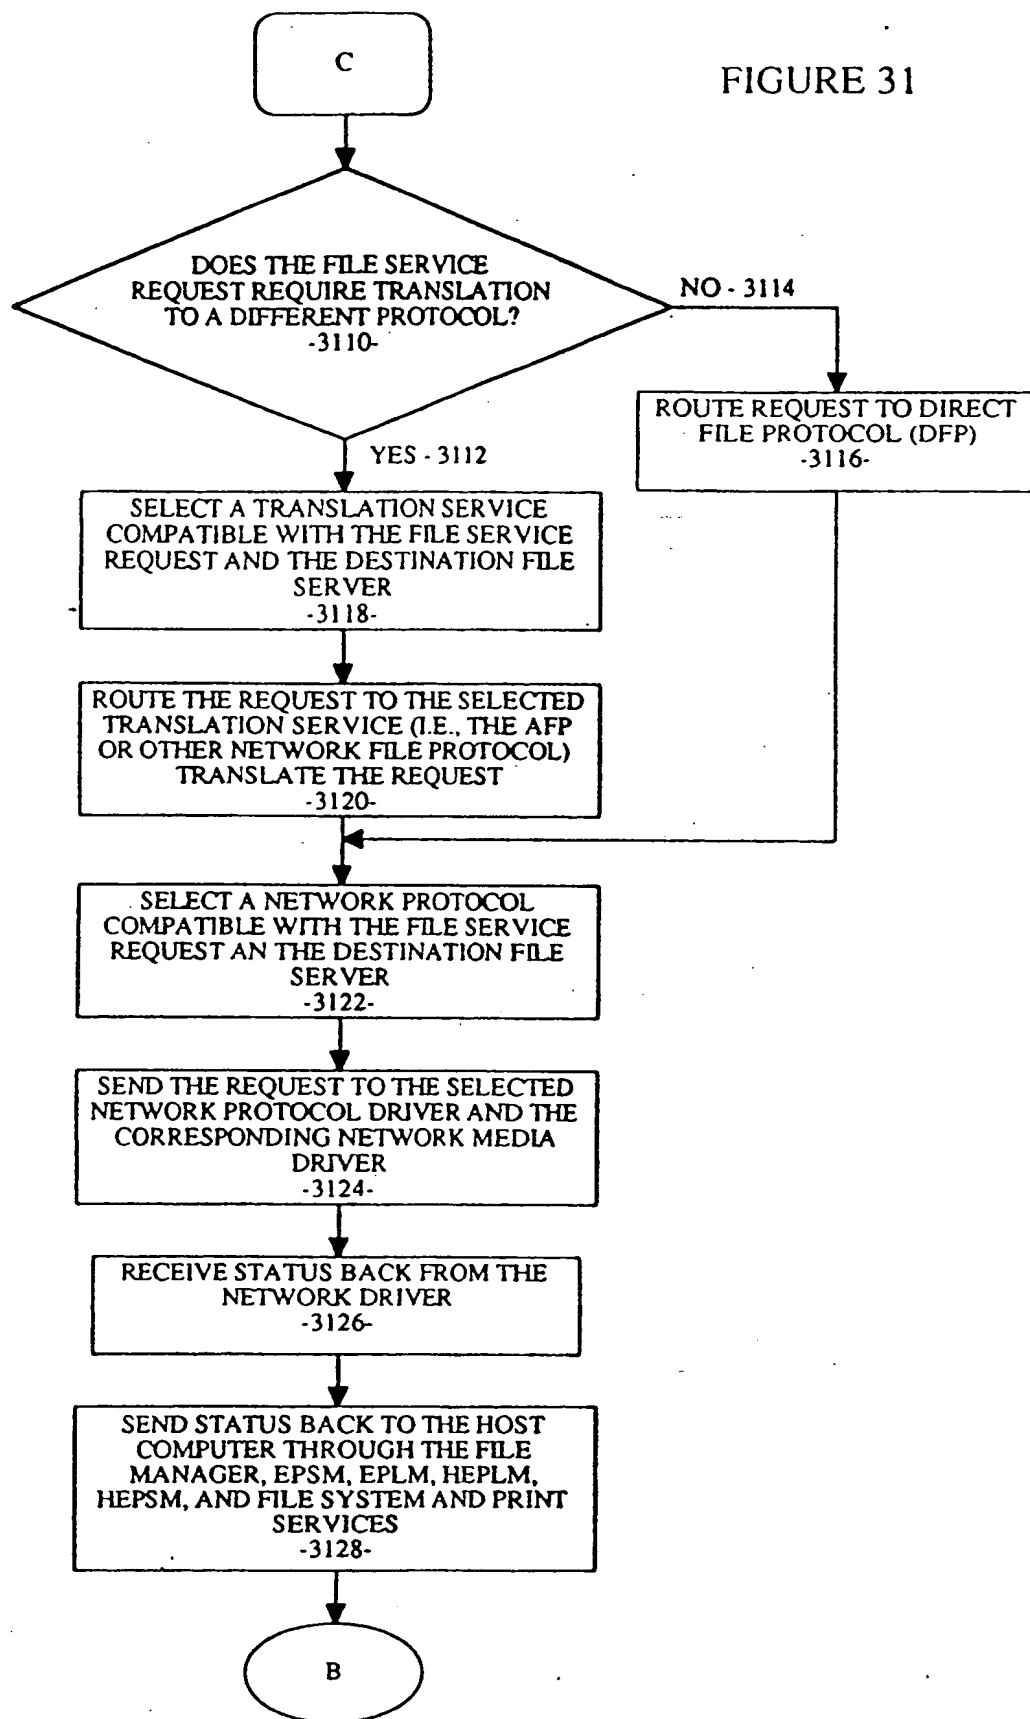 C
FIGURE 31
DOES THE FILE SERVICE
REQUEST REQUIRE TRANSLATION
TO A DIFFERENT PROTOCOL?
-3110-
NO - 3114
ROUTE REQUEST TO DIRECT
FILE PROTOCOL (DFP)
-3116-
YES - 3112
SELECT A TRANSLATION SERVICE
COMPATIBLE WITH THE FILE SERVICE
REQUEST AND THE DESTINATION FILE
SERVER
-3118-
ROUTE THE REQUEST TO THE SELECTED
TRANSLATION SERVICE (I.E., THE AFP
OR OTHER NETWORK FILE PROTOCOL)
TRANSLATE THE REQUEST
-3120-
SELECT A NETWORK PROTOCOL
COMPATIBLE WITH THE FILE SERVICE
REQUEST AN THE DESTINATION FILE
SERVER
-3122-
SEND THE REQUEST TO THE SELECTED
NETWORK PROTOCOL DRIVER AND THE
CORRESPONDING NETWORK MEDIA
DRIVER
-3124-
RECEIVE STATUS BACK FROM THE
NETWORK DRIVER
-3126-
SEND STATUS BACK TO THE HOST
COMPUTER THROUGH THE FILE
MANAGER, EPSM, EPLM, HEPLM,
HEPSM, AND FILE SYSTEM AND PRINT
SERVICES
-3128-
B